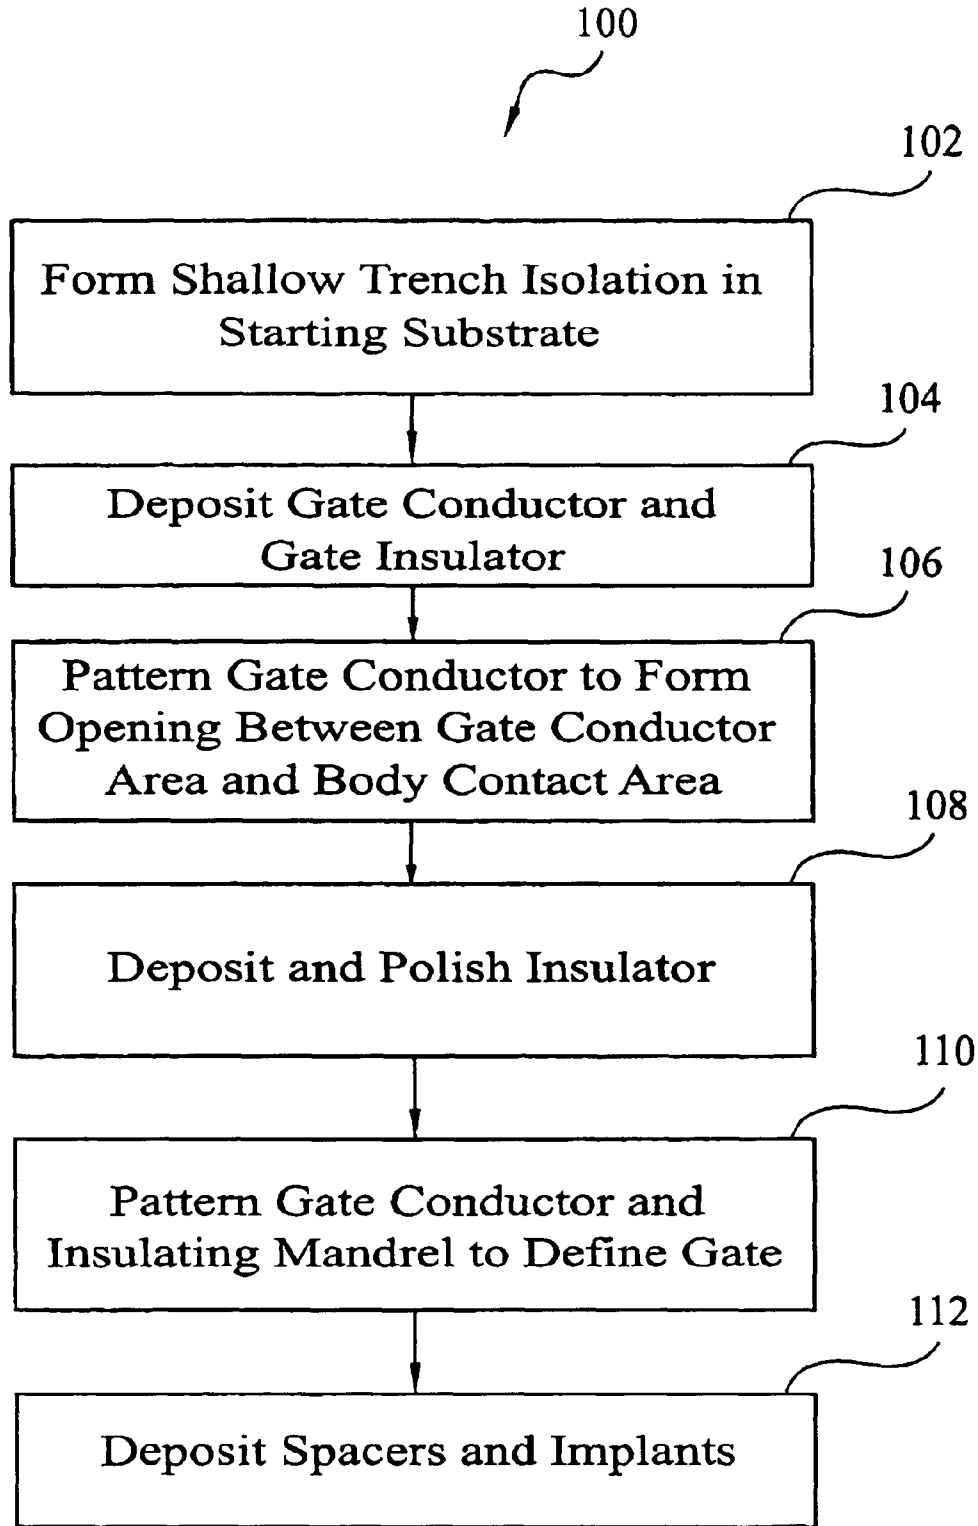 100
102
Form Shallow Trench Isolation in
Starting Substrate
104
Deposit Gate Conductor and
Gate Insulator
106
Pattern Gate Conductor to Form
Opening Between Gate Conductor
Area and Body Contact Area
108
Deposit and Polish Insulator
110
Pattern Gate Conductor and
Insulating Mandrel to Define Gate
112
Deposit Spacers and Implants